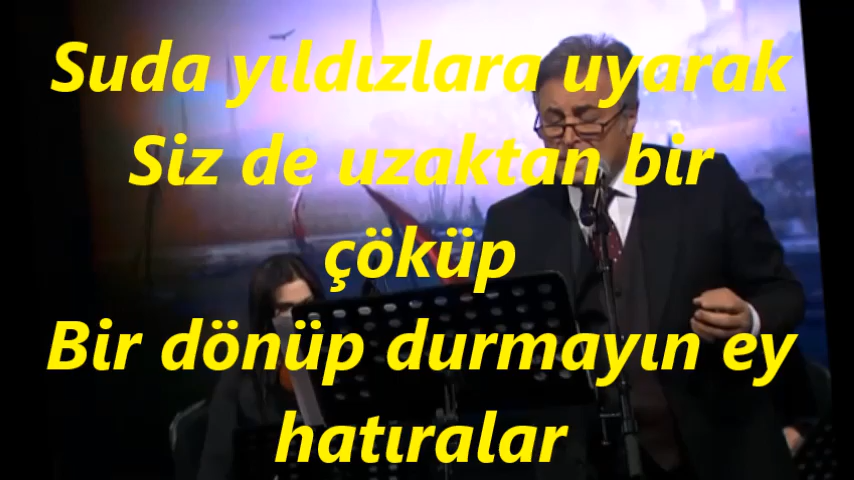 Suda yıldızlara uyarak
Siz de uzaktan bir
çöküp
Bir dönüp durmayın ey
hatıralar